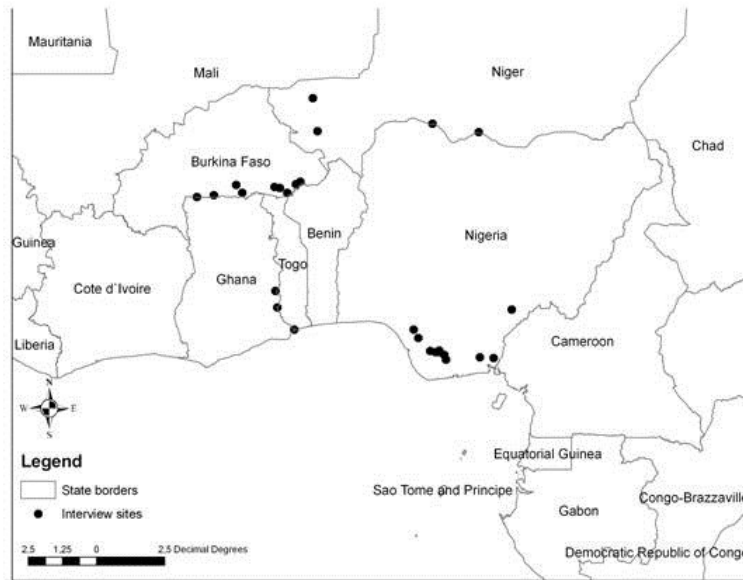 Mauritania
Mali
Niger
Chad
Burkina Faso
Guinea
Benin
Nigeria
Togo
Ghana
Cote d`Ivoire
Liberia
Cameroon
N
W E
S
Legend
State borders
Interview sites
2.5 1.25 0 2.5 Decimal Degrees
Equatorial Guinea
Sao Tome and Principe
Gabon
Congo-Brazzaville
Democratic Republic of Congo